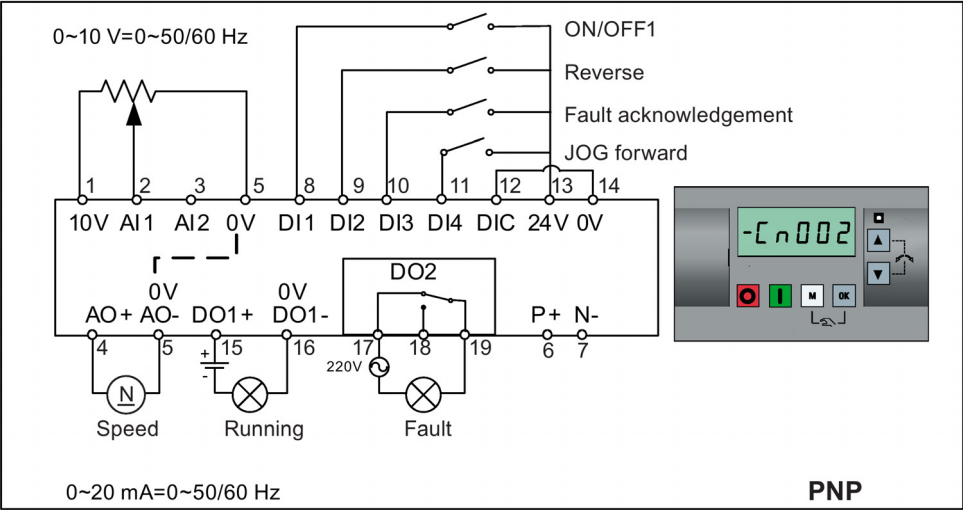 0~10 V=0~50/60 Hz
ON/OFF1
Reverse
Fault acknowledgement
JOG forward
1 2 3 5 8 9 10 11 12 13 14
10V AI1 AI2 0V DI1 DI2 DI3 DI4 DIC 24V 0V
-Cn002
DO2
0V 0V
AO+ AO- DO1+ DO1- P+ N-
M OK
4 5 15 16 17 18 19 6 7
+
-
220V
N
Speed Running Fault
0~20 mA=0~50/60 Hz
PNP